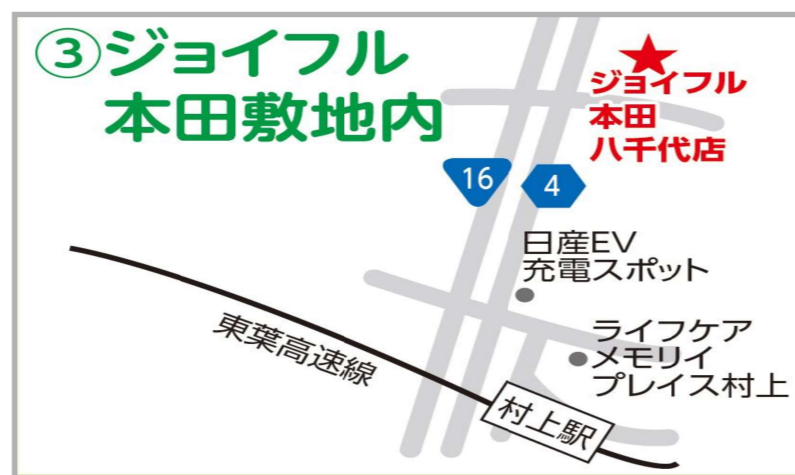 ③ジョイフル
本田敷地内
ジョイフル
本田
八千代店
16
4
日産EV
充電スポット
東葉高速線
ライフケア
メモリイ
プレイス村上
村上駅